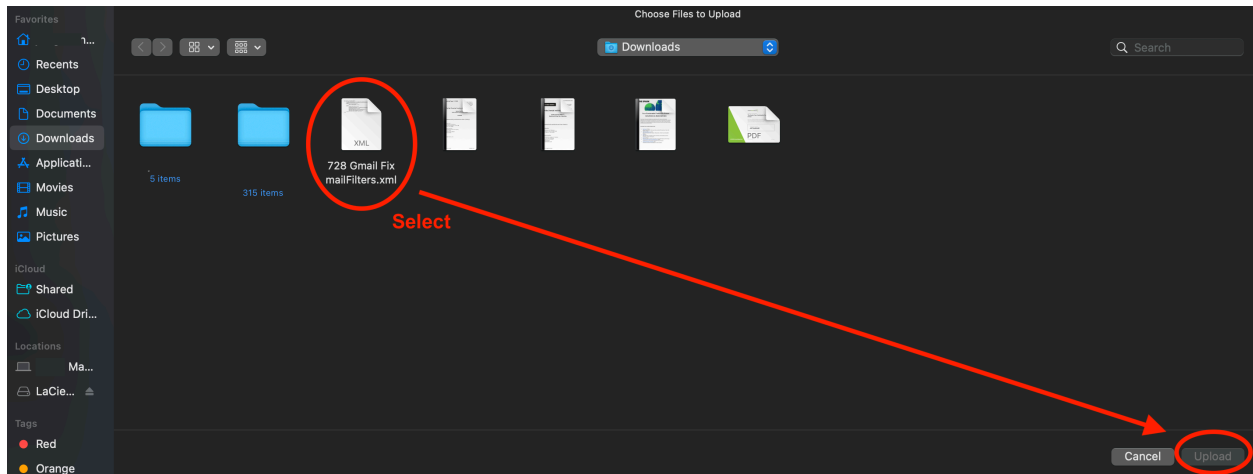 Choose Files to Upload
Favorites
Recents
Desktop
Documents
Downloads
Applicati...
Movies
Music
Pictures
iCloud
Shared
iCloud Dri...
Locations
Ma...
LaCie...
Tags
Red
Orange
Downloads
Search
XML
PDF
728 Gmail Fix
mailFilters.xml
5 items
315 items
Select
Cancel
Upload